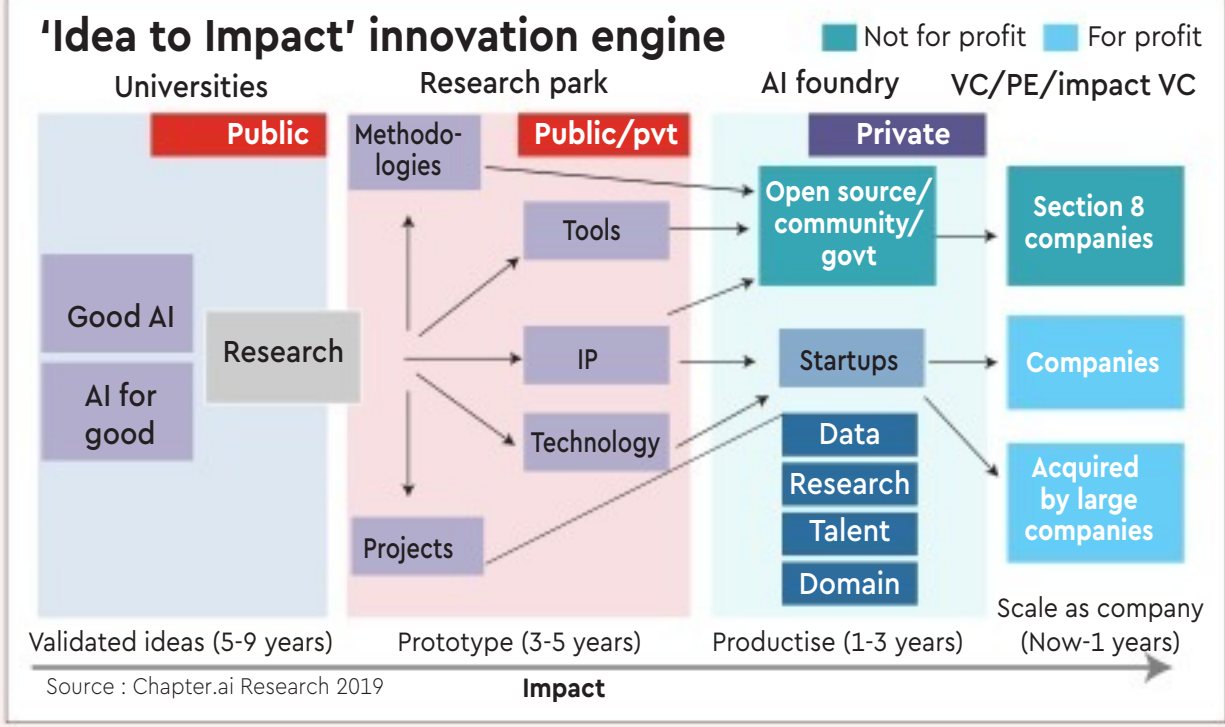 ‘Idea to Impact’ innovation engine
Not for profit
For profit
Universities
Research park
AI foundry
VC/PE/impact VC
Public
Methodo-
logies
Public/pvt
Private
Good AI
AI for
good
Research
Tools
IP
Technology
Projects
Open source/
community/
govt
Startups
Data
Research
Talent
Domain
Section 8
companies
Companies
Acquired
by large
companies
Validated ideas (5-9 years)
Prototype (3-5 years)
Productise (1-3 years)
Scale as company
(Now-1 years)
Source : Chapter.ai Research 2019
Impact